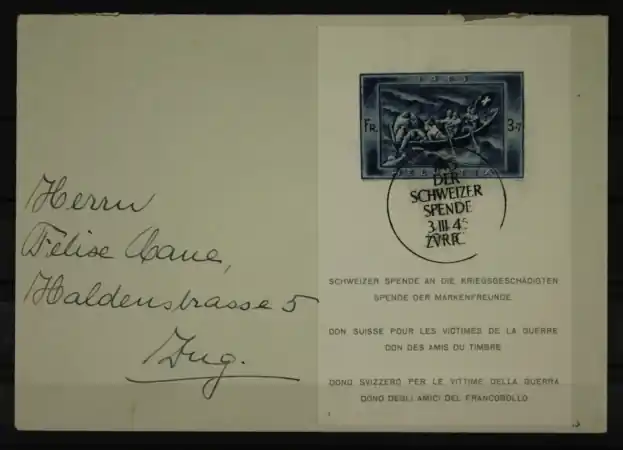 Herrn
Felise
Haldenstrasse 5
Zug.
1945
FR. 3+7
HELVETIA
DER
SCHWEIZER
SPENDE
3.III.45
SCHWEIZER SPENDE AN DIE KRIEGSGESCHÄDIGTEN
SPENDE DER MARKENFREUNDE
DON SUISSE POUR LES VICTIMES DE LA GUERRE
DON DES AMIS DU TIMBRE
DONO SVIZZERO PER LE VITTIME DELLA GUERRA
DONO DEGLI AMICI DEL FRANCOBOLLO